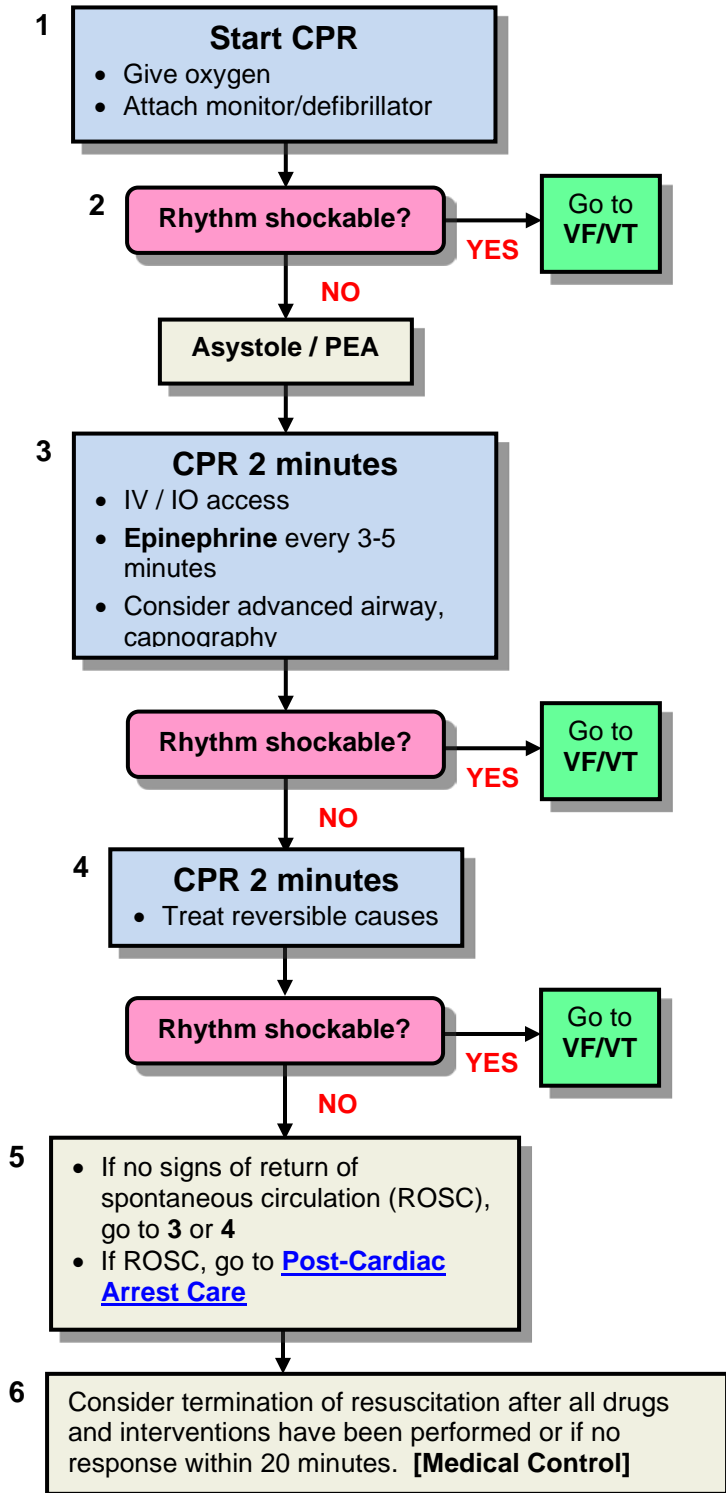 1
Start CPR
• Give oxygen
• Attach monitor/defibrillator
2
Rhythm shockable?
YES
Go to
VF/VT
NO
Asystole / PEA
3
CPR 2 minutes
• IV / IO access
• Epinephrine every 3-5
minutes
• Consider advanced airway,
capnography
Rhythm shockable?
YES
Go to
VF/VT
NO
4
CPR 2 minutes
• Treat reversible causes
Rhythm shockable?
YES
Go to
VF/VT
NO
5
• If no signs of return of
spontaneous circulation (ROSC),
go to 3 or 4
• If ROSC, go to Post-Cardiac
Arrest Care
6
Consider termination of resuscitation after all drugs
and interventions have been performed or if no
response within 20 minutes. [Medical Control]